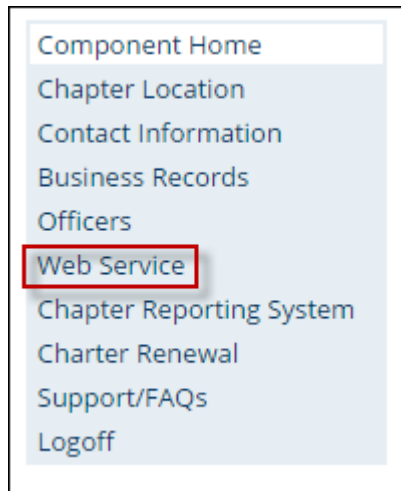 Component Home
Chapter Location
Contact Information
Business Records
Officers
Web Service
Chapter Reporting System
Charter Renewal
Support/FAQs
Logoff